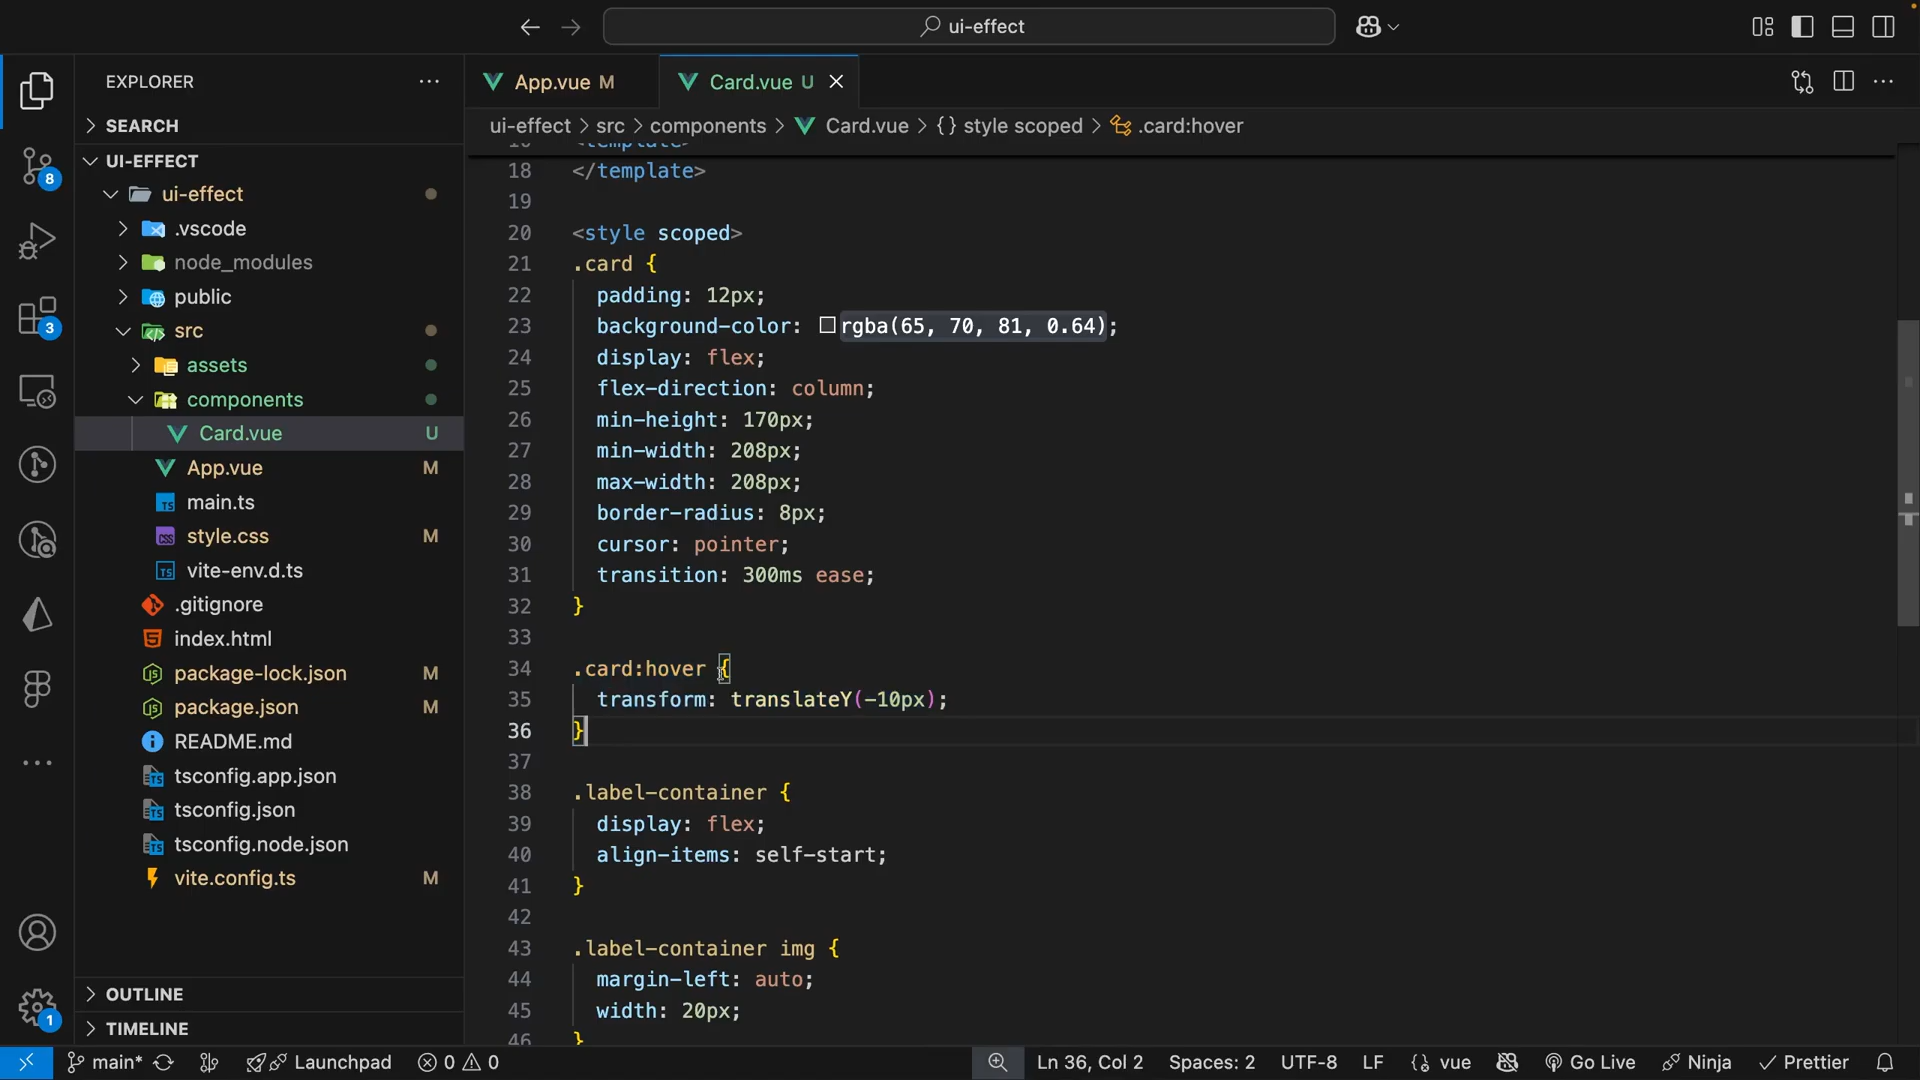 ui-effect
EXPLORER
SEARCH
UI-EFFECT
ui-effect
.vscode
node_modules
public
src
assets
components
Card.vue U
App.vue M
main.ts
style.css M
vite-env.d.ts
.gitignore
index.html
package-lock.json M
package.json M
README.md
tsconfig.app.json
tsconfig.json
tsconfig.node.json
vite.config.ts M
OUTLINE
TIMELINE
8
3
1
App.vue M
Card.vue U
ui-effect > src > components > Card.vue > {} style scoped > .card:hover
16 <template>
18 </template>
19
20 <style scoped>
21 .card {
22 padding: 12px;
23 background-color: rgba(65, 70, 81, 0.64);
24 display: flex;
25 flex-direction: column;
26 min-height: 170px;
27 min-width: 208px;
28 max-width: 208px;
29 border-radius: 8px;
30 cursor: pointer;
31 transition: 300ms ease;
32 }
33
34 .card:hover {
35 transform: translateY(-10px);
36 }
37
38 .label-container {
39 display: flex;
40 align-items: self-start;
41 }
42
43 .label-container img {
44 margin-left: auto;
45 width: 20px;
46 }
main* Launchpad 0 0 Ln 36, Col 2 Spaces: 2 UTF-8 LF {} vue Go Live Ninja Prettier